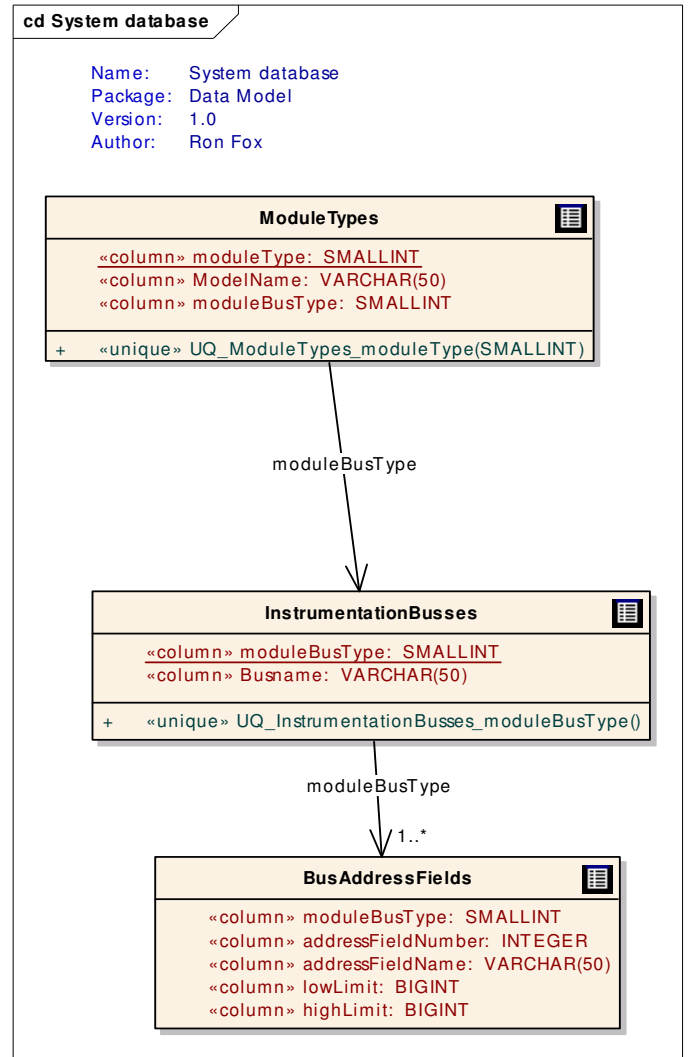 cd System database
Name: System database
Package: Data Model
Version: 1.0
Author: Ron Fox
ModuleTypes
«column» moduleType: SMALLINT
«column» ModelName: VARCHAR(50)
«column» moduleBusType: SMALLINT
+ «unique» UQ_ModuleTypes_moduleType(SMALLINT)
moduleBusType
InstrumentationBusses
«column» moduleBusType: SMALLINT
«column» Busname: VARCHAR(50)
+ «unique» UQ_InstrumentationBusses_moduleBusType()
moduleBusType
1..*
BusAddressFields
«column» moduleBusType: SMALLINT
«column» addressFieldNumber: INTEGER
«column» addressFieldName: VARCHAR(50)
«column» lowLimit: BIGINT
«column» highLimit: BIGINT